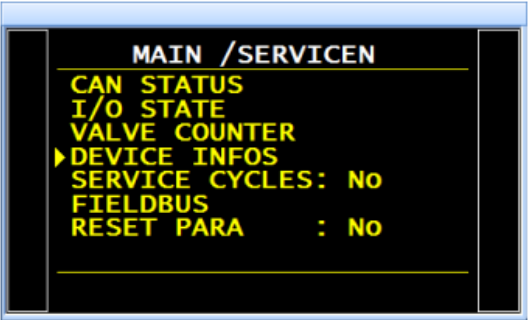 MAIN /SERVICEN
CAN STATUS
I/O STATE
VALVE COUNTER
DEVICE INFOS
SERVICE CYCLES: No
FIELDBUS
RESET PARA : No